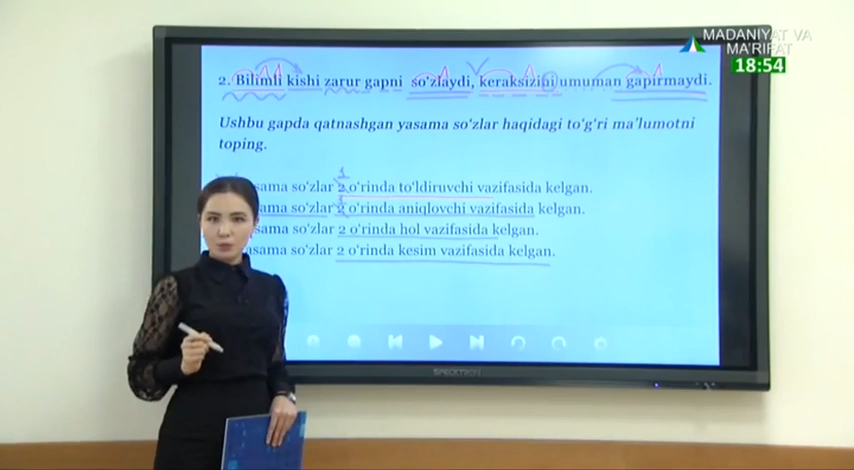 MADANIYAT VA
MA'RIFAT
18:54
2. Bilimli kishi zarur gapni so‘zlaydi, keraksizini umuman gapirmaydi.
Ushbu gapda qatnashgan yasama so‘zlar haqidagi to‘g‘ri ma’lumotni
toping.
1
sama so‘zlar 2 o‘rinda to‘ldiruvchi vazifasida kelgan.
ama so‘zlar 2 o‘rinda aniqlovchi vazifasida kelgan.
sama so‘zlar 2 o‘rinda hol vazifasida kelgan.
asama so‘zlar 2 o‘rinda kesim vazifasida kelgan.
SPECKTRON